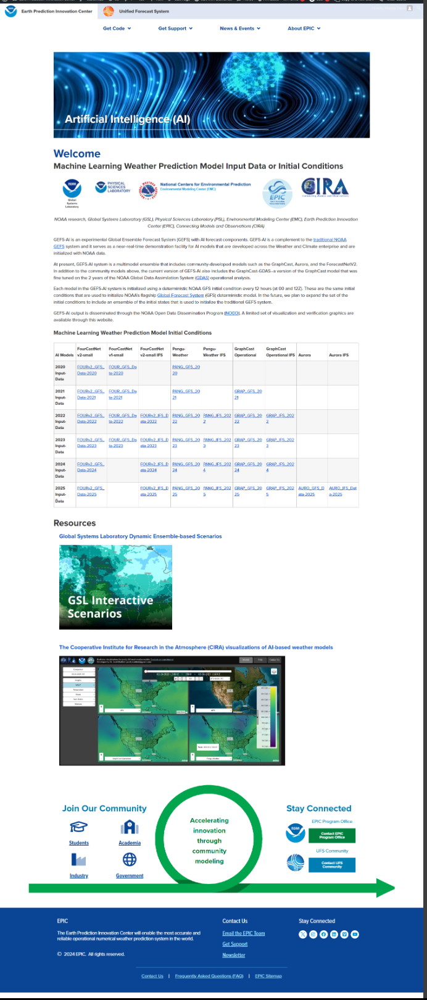 Earth Prediction Innovation Center
Unified Forecast System
Get Code
Get Support
News & Events
About EPIC
Artificial Intelligence (AI)
Welcome
Machine Learning Weather Prediction Model Input Data or Initial Conditions
NOAA
Global
Systems
Laboratory
PHYSICAL
SCIENCES
LABORATORY
National Centers for Environmental Prediction
Environmental Modeling Center (EMC)
EPIC
CIRA
Connecting Models and Observations
NOAA research, Global Systems Laboratory (GSL), Physical Sciences Laboratory (PSL), Environmental Modeling Center (EMC), Earth Prediction Innovation
Center (EPIC), Connecting Models and Observations (CIRA)
GEFS-AI is an experimental Global Ensemble Forecast System (GEFS) with AI forecast components. GEFS-AI is a complement to the traditional NOAA
GEFS system and it serves as a near-real-time demonstration facility for AI models that are developed across the Weather and Climate enterprise and are
initialized with NOAA data.
At present, GEFS-AI system is a multimodel ensemble that includes community-developed models such as the GraphCast, Aurora, and the ForecastNetV2.
In addition to the community models above, the current version of GEFS-AI also includes the GraphCast-GDAS--a version of the GraphCast model that was
fine tuned on the 2 years of the NOAA Global Data Assimilation System (GDAS) operational analysis.
Each model in the GEFS-AI system is initialized using a deterministic NOAA GFS initial condition every 12 hours (at 00 and 12Z). These are the same initial
conditions that are used to initialize NOAA's flagship Global Forecast System (GFS) deterministic model. In the future, we plan to expand the set of the
initial conditions to include an ensemble of the initial states that is used to initialize the traditional GEFS system.
GEFS-AI output is disseminated through the NOAA Open Data Dissemination Program (NODD). A limited set of visualization and verification graphics are
available through this website.
Machine Learning Weather Prediction Model Initial Conditions
AI Models FourCastNet v2-small FourCastNet v1-small FourCastNet v2-small IFS Pangu-Weather Pangu-Weather IFS GraphCast Operational GraphCast Operational IFS Aurora Aurora IFS
2020 Input-Data FOURv2_GFS_Data-2020 FOUR_GFS_Data-2020 PANG_GFS_2020
2021 Input-Data FOURv2_GFS_Data-2021 FOUR_GFS_Data-2021 PANG_GFS_2021 GRAP_GFS_2021
2022 Input-Data FOURv2_GFS_Data-2022 FOUR_GFS_Data-2022 FOURv2_IFS_Data-2022 PANG_GFS_2022 PANG_IFS_2022 GRAP_GFS_2022 GRAP_IFS_2022
2023 Input-Data FOURv2_GFS_Data-2023 FOUR_GFS_Data-2023 FOURv2_IFS_Data-2023 PANG_GFS_2023 PANG_IFS_2023 GRAP_GFS_2023 GRAP_IFS_2023
2024 Input-Data FOURv2_GFS_Data-2024 FOURv2_IFS_Data-2024 PANG_GFS_2024 PANG_IFS_2024 GRAP_GFS_2024 GRAP_IFS_2024
2025 Input-Data FOURv2_GFS_Data-2025 FOURv2_IFS_Data-2025 PANG_GFS_2025 PANG_IFS_2025 GRAP_GFS_2025 GRAP_IFS_2025 AURO_GFS_Data-2025 AURO_IFS_Data-2025
Resources
Global Systems Laboratory Dynamic Ensemble-based Scenarios
GSL Interactive
Scenarios
The Cooperative Institute for Research in the Atmosphere (CIRA) visualizations of AI-based weather models
Join Our Community
Students
Academia
Industry
Government
Accelerating
innovation
through
community
modeling
Stay Connected
EPIC Program Office
Contact EPIC
Program Office
UFS Community
Contact UFS
Community
EPIC
The Earth Prediction Innovation Center will enable the most accurate and
reliable operational numerical weather prediction system in the world.
© 2024 EPIC. All rights reserved.
Contact Us
Email the EPIC Team
Get Support
Newsletter
Stay Connected
Contact Us | Frequently Asked Questions (FAQ) | EPIC Sitemap